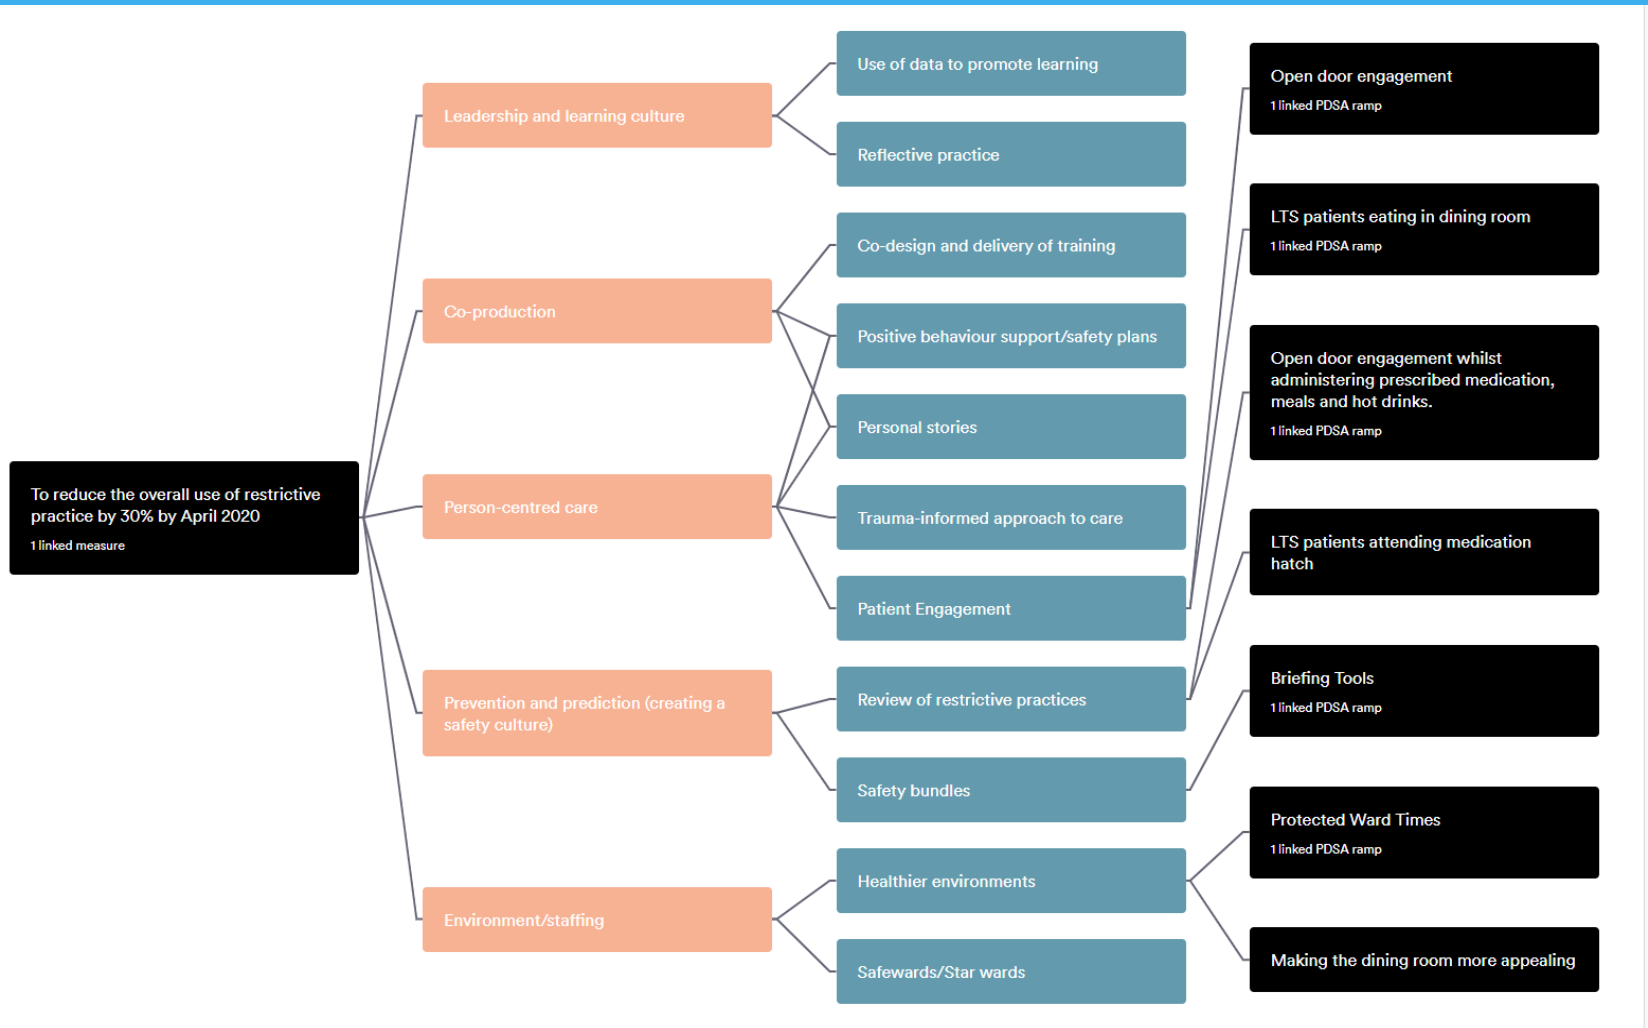 To reduce the overall use of restrictive
practice by 30% by April 2020
1 linked measure
Leadership and learning culture
Co-production
Person-centred care
Prevention and prediction (creating a
safety culture)
Environment/staffing
Use of data to promote learning
Reflective practice
Co-design and delivery of training
Positive behaviour support/safety plans
Personal stories
Trauma-informed approach to care
Patient Engagement
Review of restrictive practices
Safety bundles
Healthier environments
Safewards/Star wards
Open door engagement
1 linked PDSA ramp
LTS patients eating in dining room
1 linked PDSA ramp
Open door engagement whilst
administering prescribed medication,
meals and hot drinks.
1 linked PDSA ramp
LTS patients attending medication
hatch
Briefing Tools
1 linked PDSA ramp
Protected Ward Times
1 linked PDSA ramp
Making the dining room more appealing